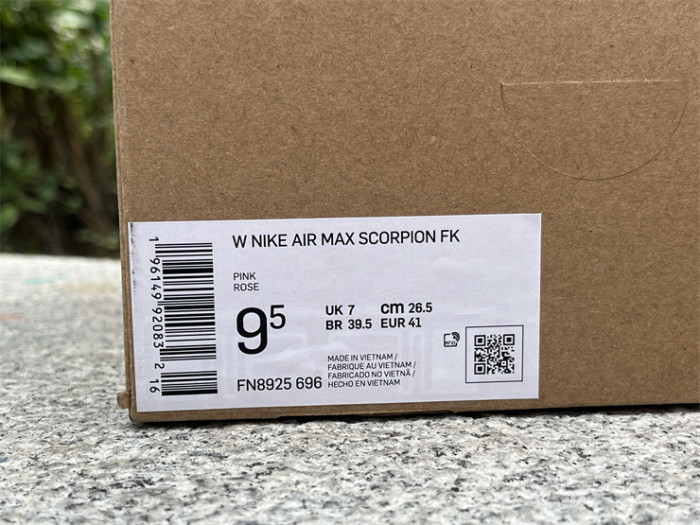 W NIKE AIR MAX SCORPION FK
PINK
ROSE
9⁵
UK 7 cm 26.5
BR 39.5 EUR 41
MADE IN VIETNAM /
FABRIQUE AU VIETNAM /
FABRICADO NO VIETNÃ /
HECHO EN VIETNAM
FN8925 696
1 96149 92083 2 16